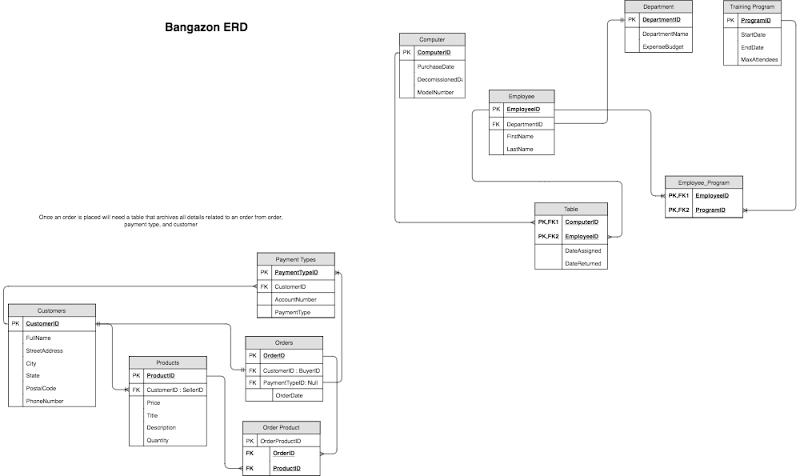 Bangazon ERD
Department
PK DepartmentID
DepartmentName
ExpenseBudget
Training Program
PK ProgramID
StartDate
EndDate
MaxAttendees
Computer
PK ComputerID
PurchaseDate
DecomissionedDa
ModelNumber
Employee
PK EmployeeID
FK DepartmentID
FirstName
LastName
Employee_Program
PK,FK1 EmployeeID
PK,FK2 ProgramID
Table
PK,FK1 ComputerID
PK,FK2 EmployeeID
DateAssigned
DateReturned
Once an order is placed will need a table that archives all details related to an order from order,
payment type, and customer
Payment Types
PK PaymentTypeID
FK CustomerID
AccountNumber
PaymentType
Customers
PK CustomerID
FullName
StreetAddress
City
State
PostalCode
PhoneNumber
Products
PK ProductID
FK CustomerID : SellerID
Price
Title
Description
Quantity
Orders
PK OrderID
FK CustomerID : BuyerID
FK PaymentTypeID: Null
OrderDate
Order Product
PK OrderProductID
FK OrderID
FK ProductID